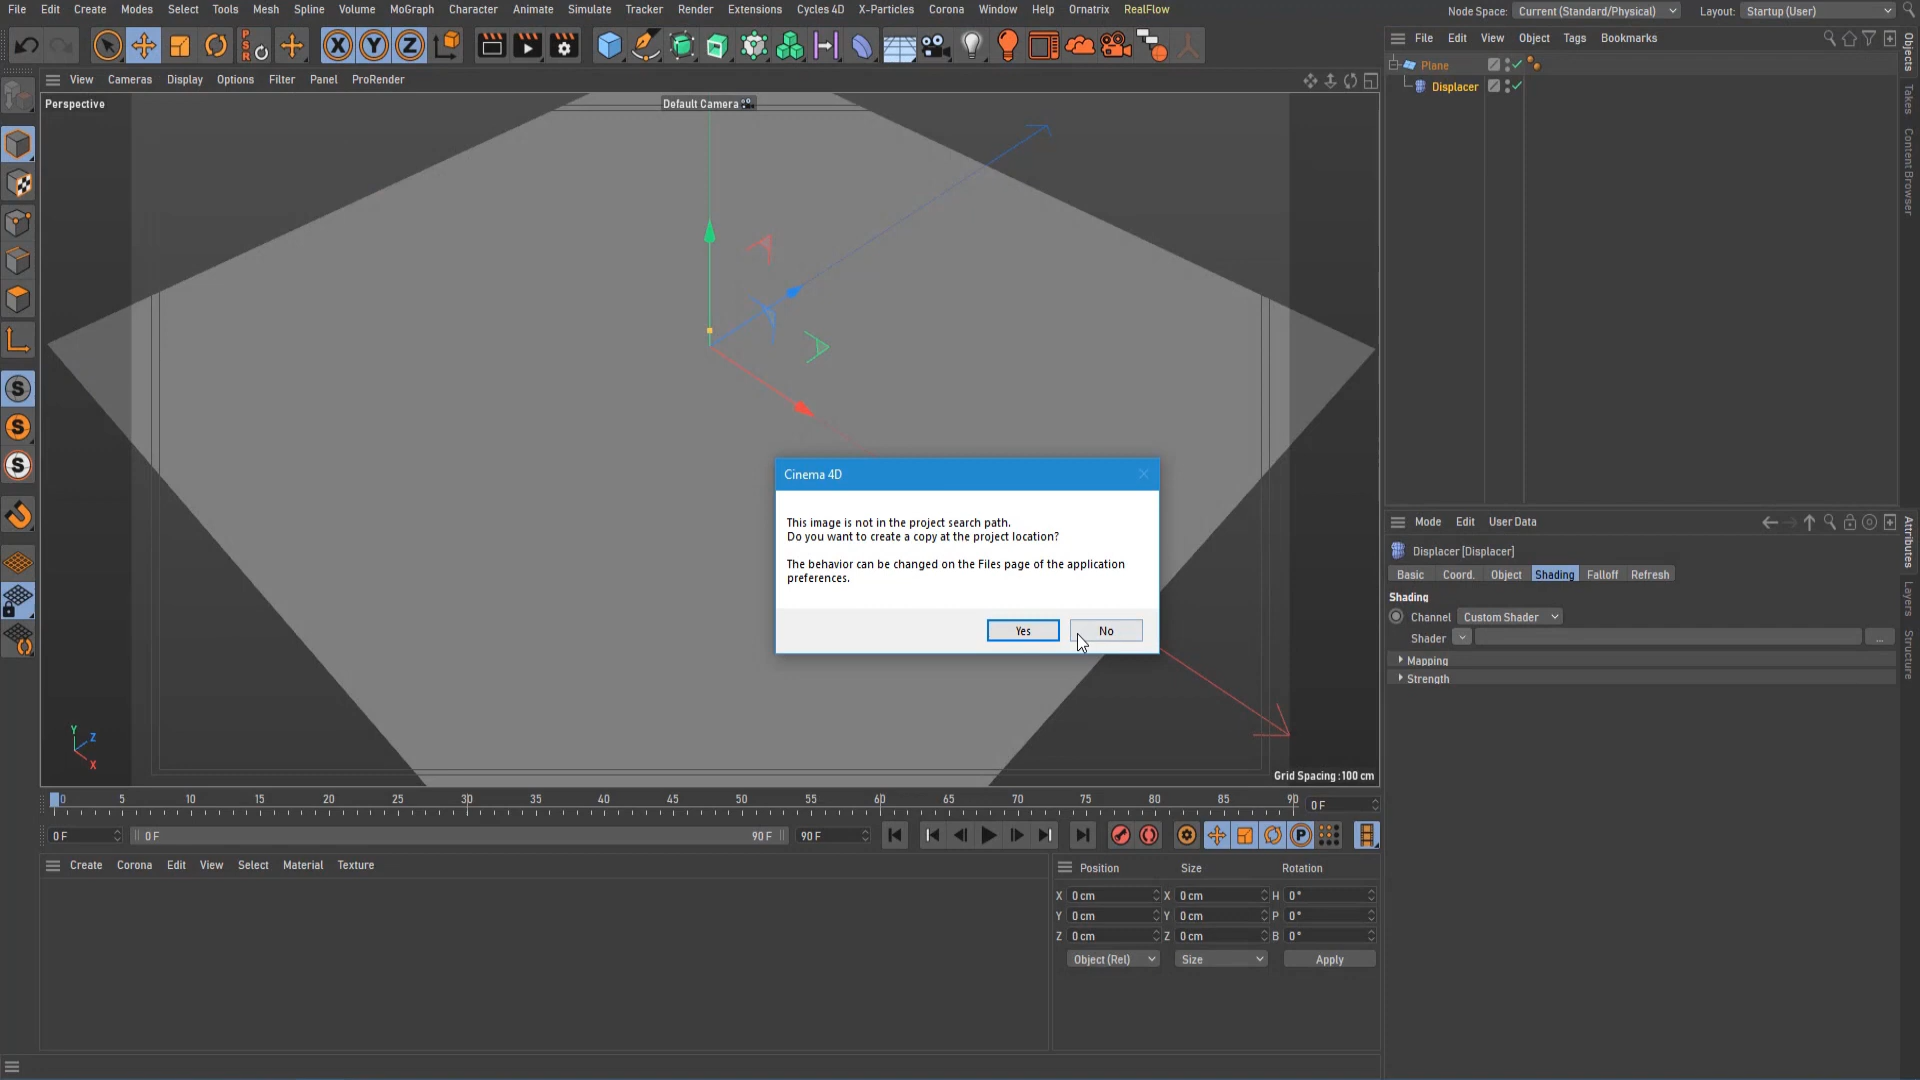 File Edit Create Modes Select Tools Mesh Spline Volume MoGraph Character Animate Simulate Tracker Render Extensions Cycles 4D X-Particles Corona Window Help Ornatrix RealFlow
Node Space: Current (Standard/Physical) Layout: Startup (User)
File Edit View Object Tags Bookmarks
View Cameras Display Options Filter Panel ProRender
Perspective
Default Camera
Plane
Displacer
Objects
Takes
Content Browser
X Y Z
PSR
S
S
S
Cinema 4D
This image is not in the project search path.
Do you want to create a copy at the project location?
The behavior can be changed on the Files page of the application
preferences.
Yes No
Mode Edit User Data
Displacer [Displacer]
Basic Coord. Object Shading Falloff Refresh
Shading
Channel Custom Shader
Shader ...
Mapping
Strength
Attributes
Layers
Structure
Y
Z
X
Grid Spacing : 100 cm
0 5 10 15 20 25 30 35 40 45 50 55 60 65 70 75 80 85 90 0 F
0 F 0 F 90 F 90 F P
Create Corona Edit View Select Material Texture
Position Size Rotation
X 0 cm X 0 cm H 0°
Y 0 cm Y 0 cm P 0°
Z 0 cm Z 0 cm B 0°
Object (Rel) Size Apply